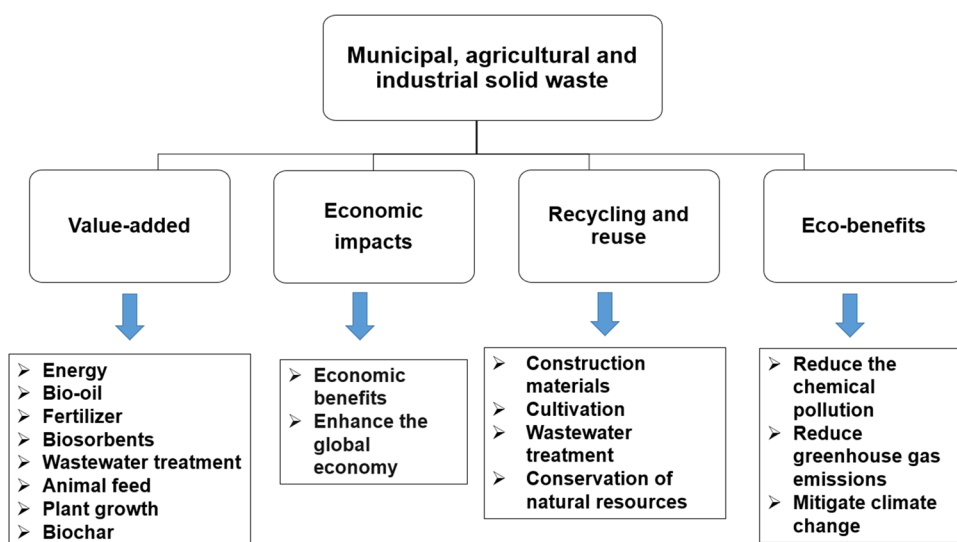 Municipal, agricultural and
industrial solid waste
Value-added
Economic
impacts
Recycling and
reuse
Eco-benefits
➢ Energy
➢ Bio-oil
➢ Fertilizer
➢ Biosorbents
➢ Wastewater treatment
➢ Animal feed
➢ Plant growth
➢ Biochar
➢ Economic
benefits
➢ Enhance the
global
economy
➢ Construction
materials
➢ Cultivation
➢ Wastewater
treatment
➢ Conservation of
natural resources
➢ Reduce the
chemical
pollution
➢ Reduce
greenhouse gas
emissions
➢ Mitigate climate
change